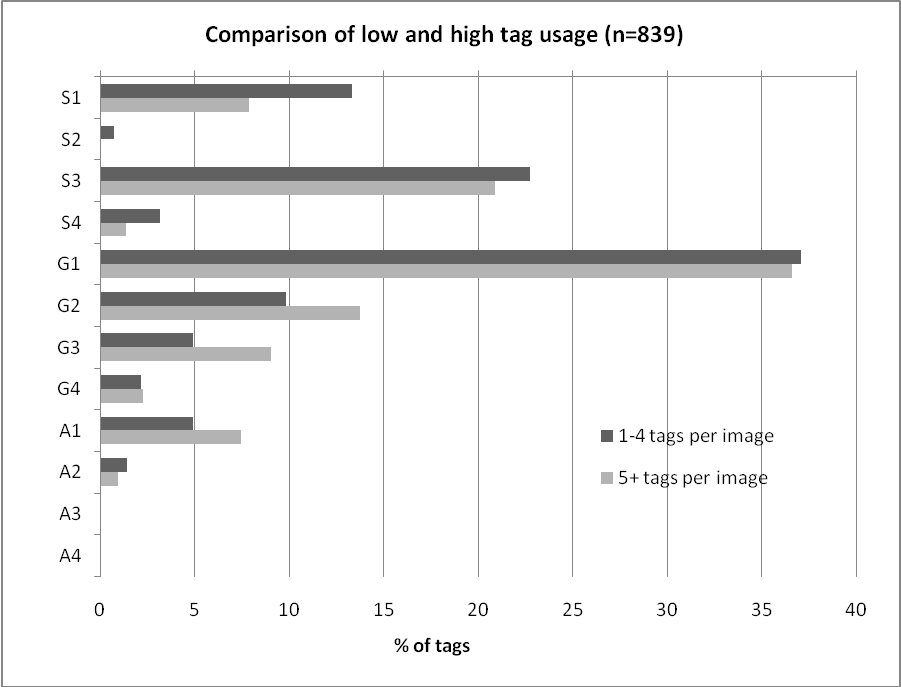 Comparison of low and high tag usage (n=839)
S1
S2
S3
S4
G1
G2
G3
G4
A1
A2
A3
A4
1-4 tags per image
5+ tags per image
0 5 10 15 20 25 30 35 40
% of tags